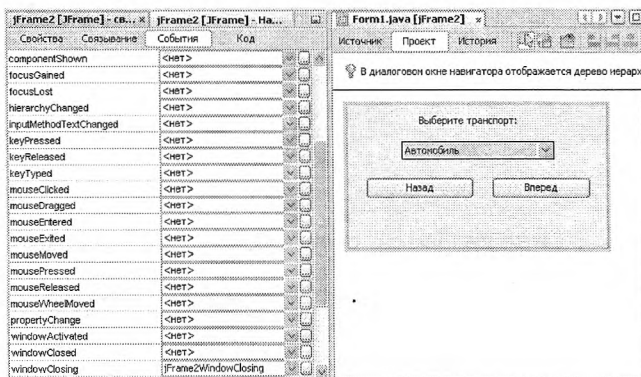 jFrame2 [JFrame] - св... × jFrame2 [JFrame] - На...
Свойства Связывание События Код
componentShown <нет>
focusGained <нет>
focusLost <нет>
hierarchyChanged <нет>
inputMethodTextChanged <нет>
keyPressed <нет>
keyReleased <нет>
keyTyped <нет>
mouseClicked <нет>
mouseDragged <нет>
mouseEntered <нет>
mouseExited <нет>
mouseMoved <нет>
mousePressed <нет>
mouseReleased <нет>
mouseWheelMoved <нет>
propertyChange <нет>
windowActivated <нет>
windowClosed <нет>
windowClosing jFrame2WindowClosing
Form1.java [jFrame2] ×
Источник Проект История
В диалоговом окне навигатора отображается дерево иерарх
Выберите транспорт:
Автомобиль
Назад Вперед